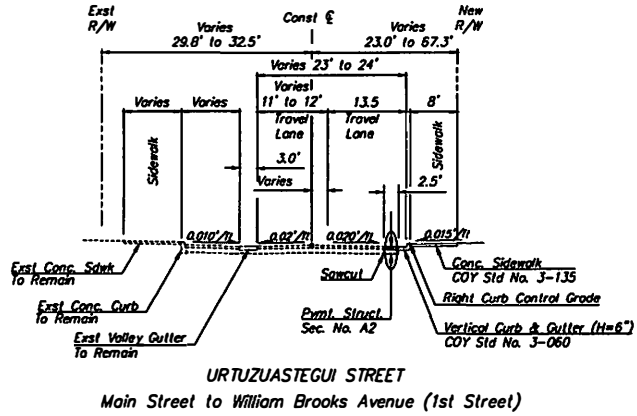 Exst
R/W
Varies
29.8' to 32.5'
Const ℄
Varies
23.0' to 67.3'
New
R/W
Varies 23' to 24'
Varies
Varies
Varies
11' to 12'
13.5
8'
Sidewalk
Travel
Lane
Travel
Lane
Sidewalk
3.0'
Varies
2.5'
0.010'/ft
0.02'/ft
0.020'/ft
0.015'/ft
Exst Conc. Sdwk
To Remain
Exst Conc. Curb
To Remain
Exst Valley Gutter
To Remain
Sawcut
Pvmt. Struct.
Sec. No. A2
Conc. Sidewalk
COY Std No. 3-135
Right Curb Control Grade
Vertical Curb & Gutter (H=6")
COY Std No. 3-060
URTUZUASTEGUI STREET
Main Street to William Brooks Avenue (1st Street)